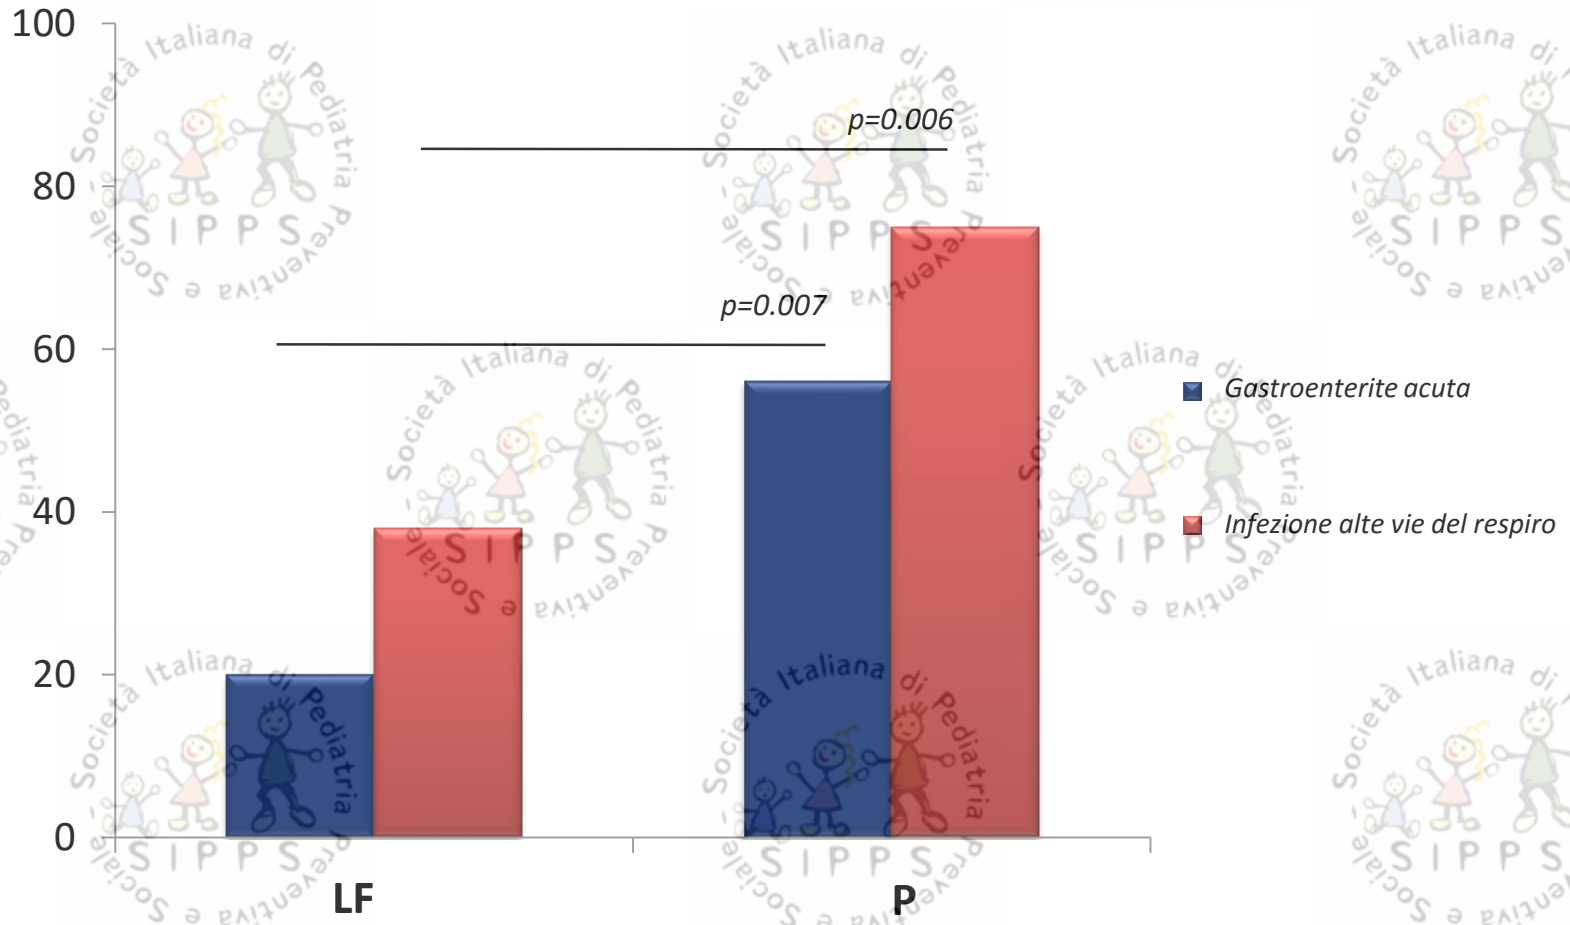 100
80
60
40
20
0
p=0.006
p=0.007
Gastroenterite acuta
Infezione alte vie del respiro
LF
P
Società Italiana di Pediatria Preventiva e Sociale -
SIPPS